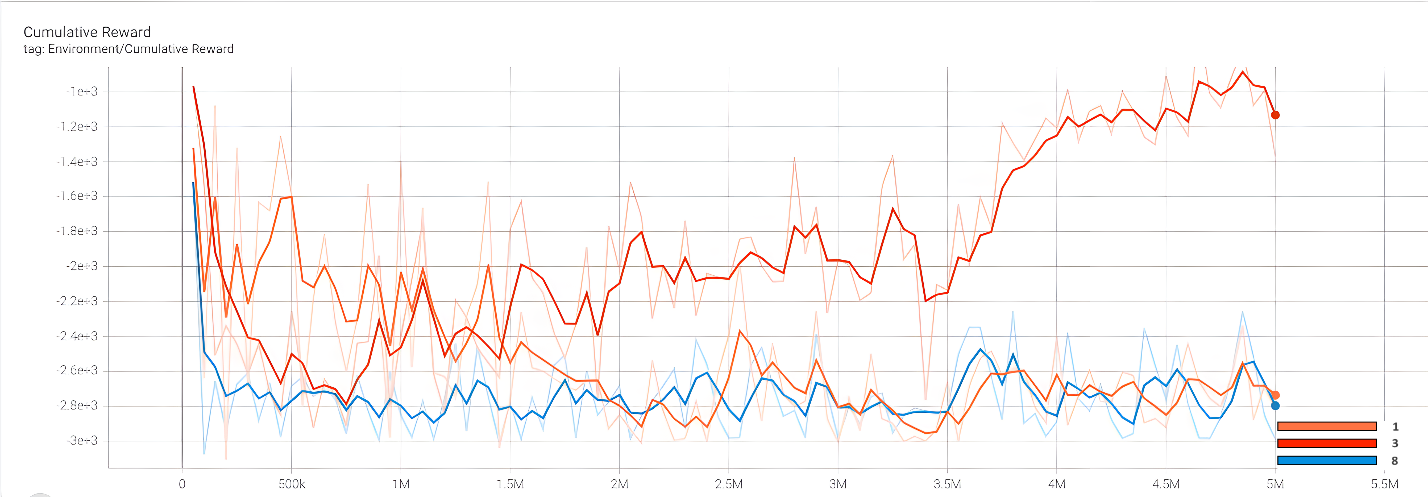 Cumulative Reward
tag: Environment/Cumulative Reward
-1e+3
-1.2e+3
-1.4e+3
-1.6e+3
-1.8e+3
-2e+3
-2.2e+3
-2.4e+3
-2.6e+3
-2.8e+3
-3e+3
0 500k 1M 1.5M 2M 2.5M 3M 3.5M 4M 4.5M 5M 5.5M
1
3
8